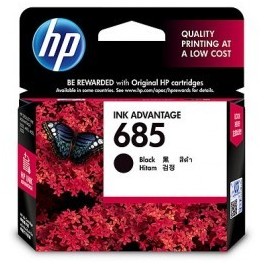 hp
QUALITY
PRINTING AT
A LOW COST
BE REWARDED with Original HP cartridges
INK ADVANTAGE
685
Black 黑 สีดำ
Hitam 검정